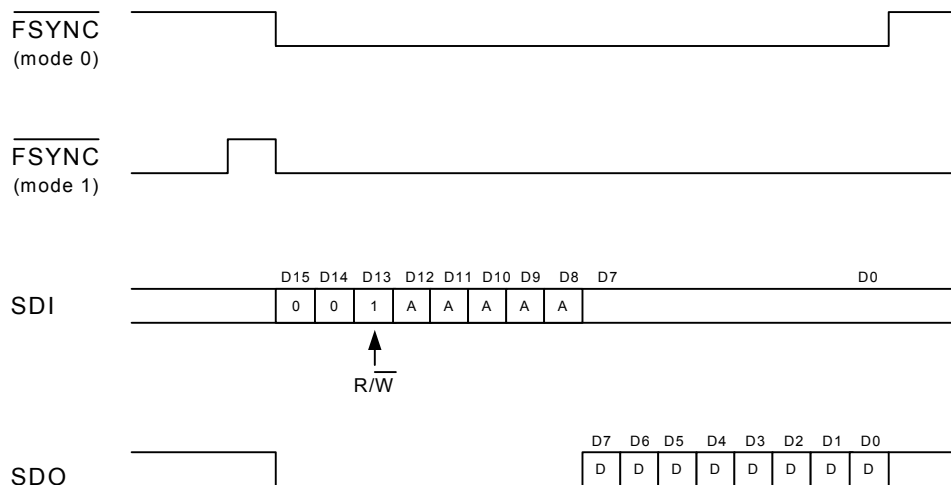 FSYNC
(mode 0)
FSYNC
(mode 1)
D15 D14 D13 D12 D11 D10 D9 D8 D7 D0
SDI 0 0 1 A A A A A
R/W
D7 D6 D5 D4 D3 D2 D1 D0
SDO D D D D D D D D